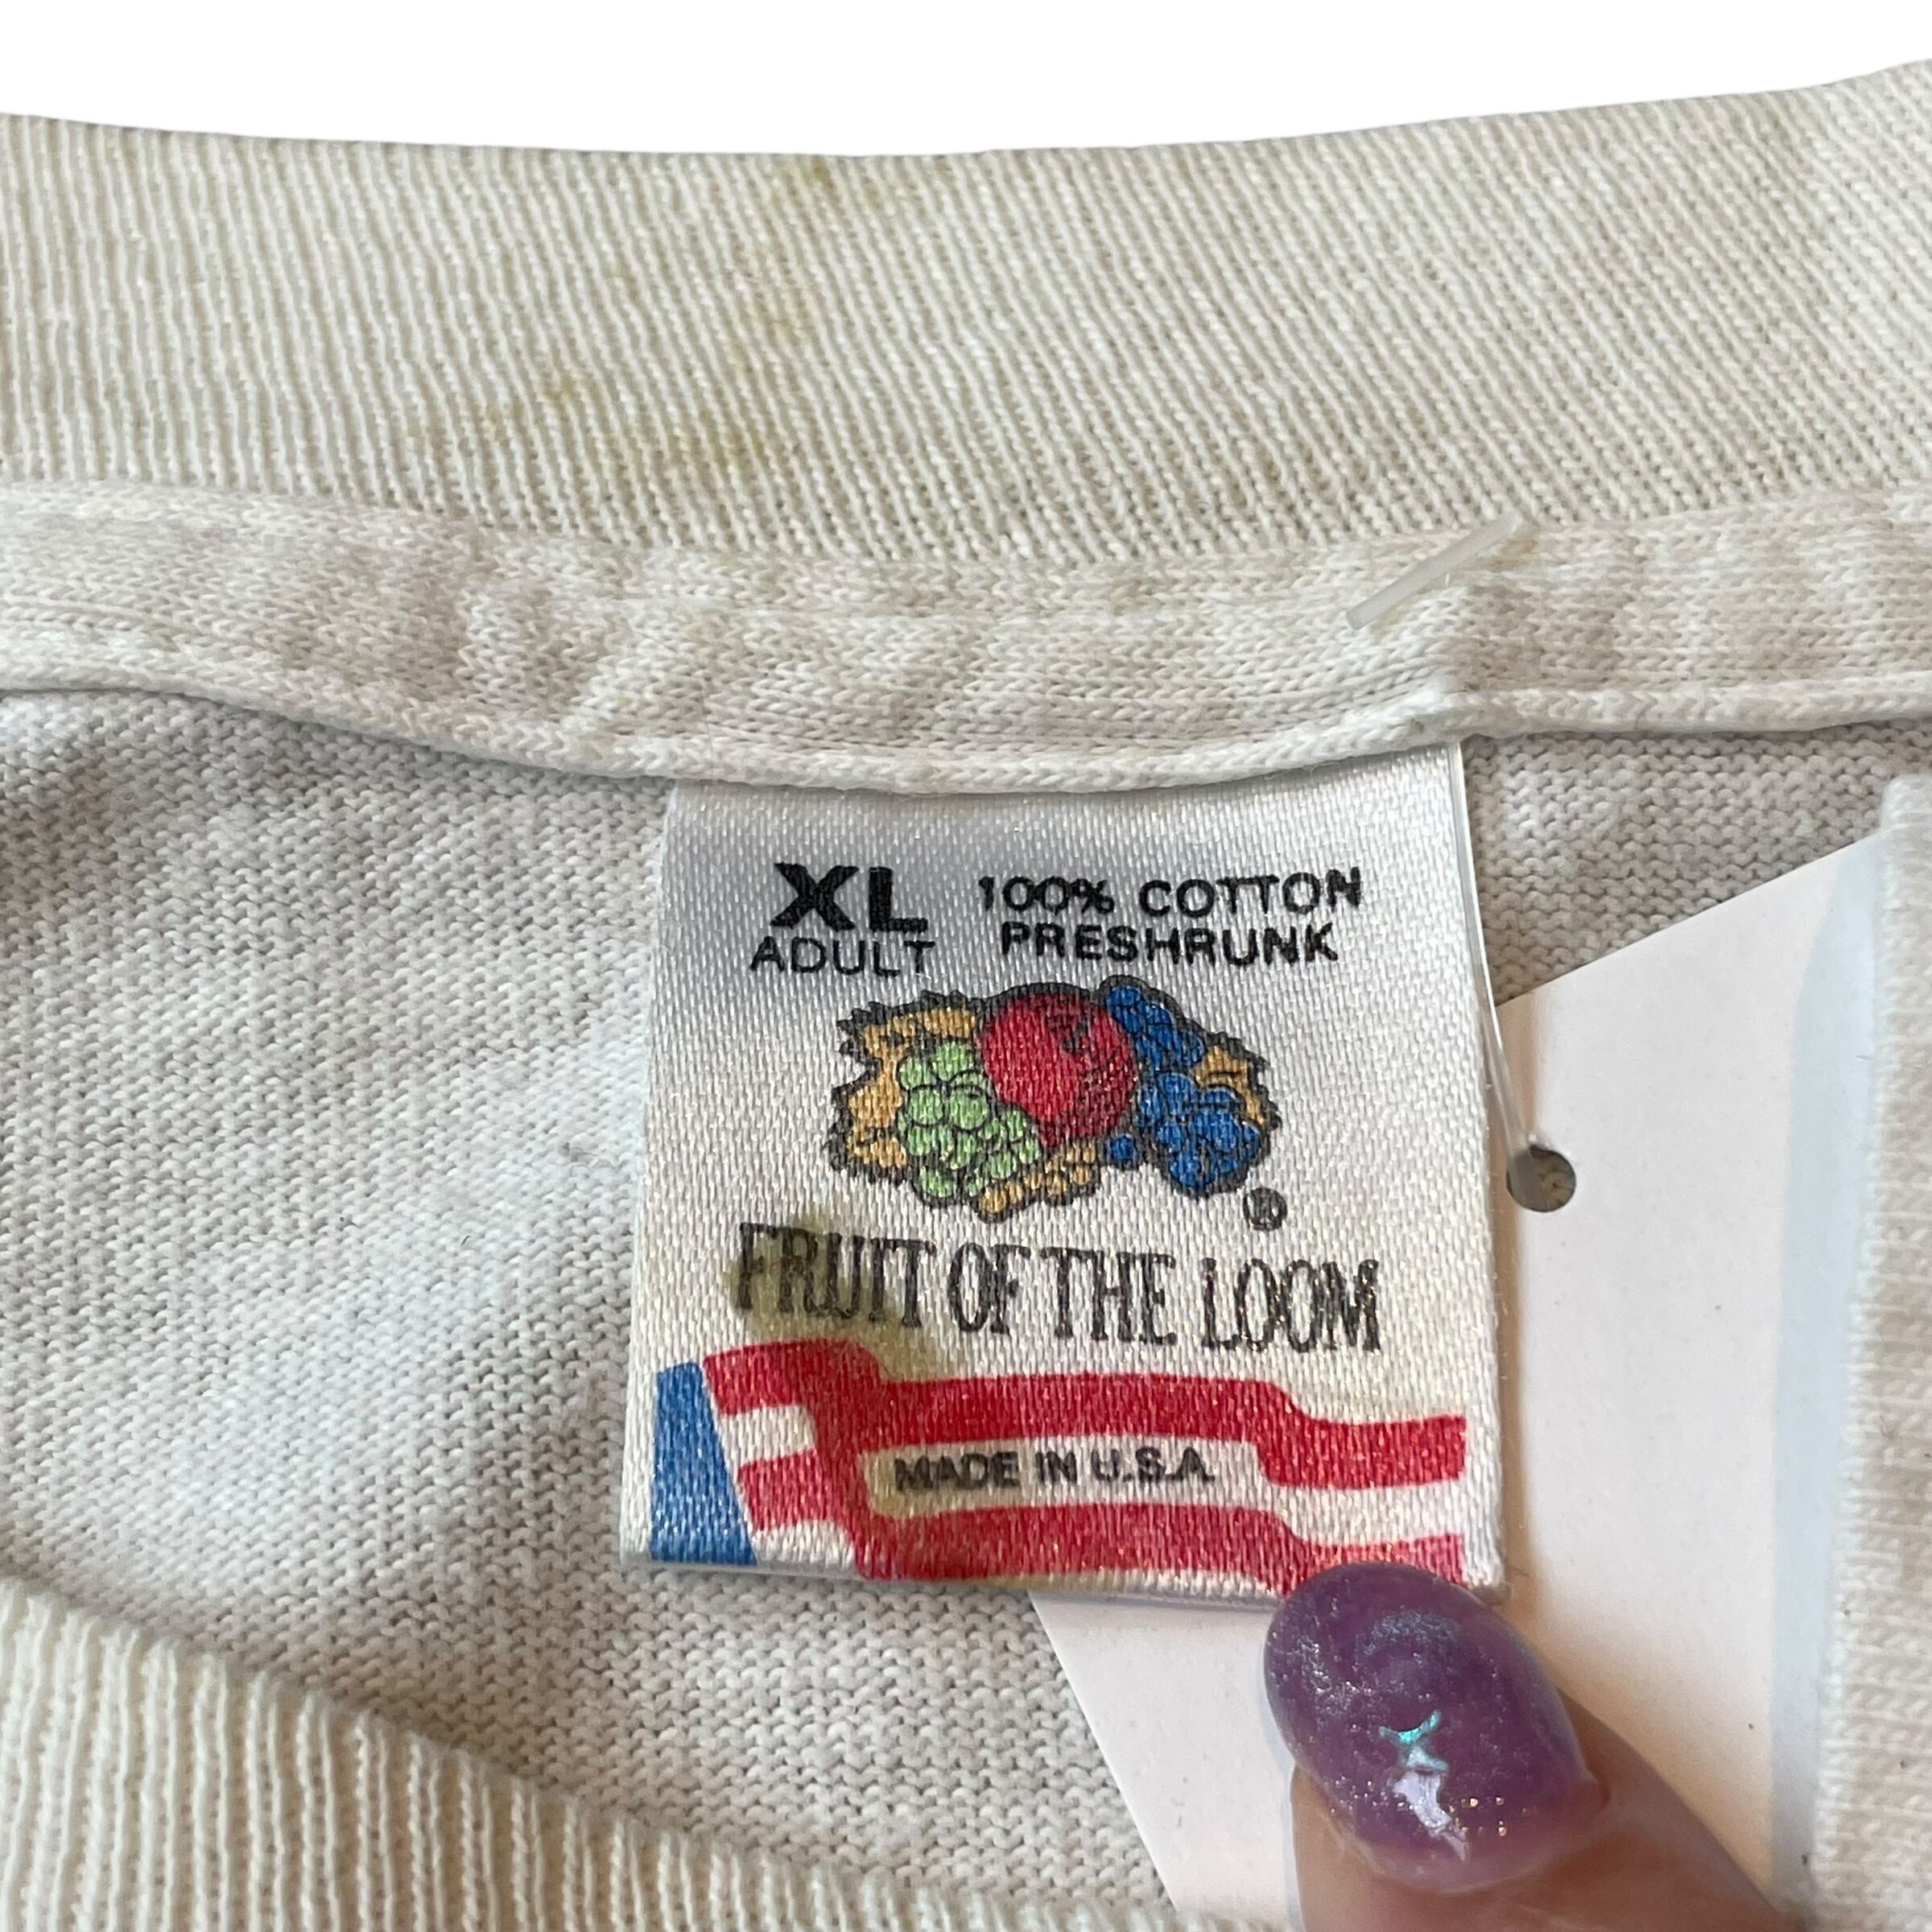 XL 100% COTTON
ADULT PRESHRUNK
®
FRUIT OF THE LOOM
MADE IN U.S.A.